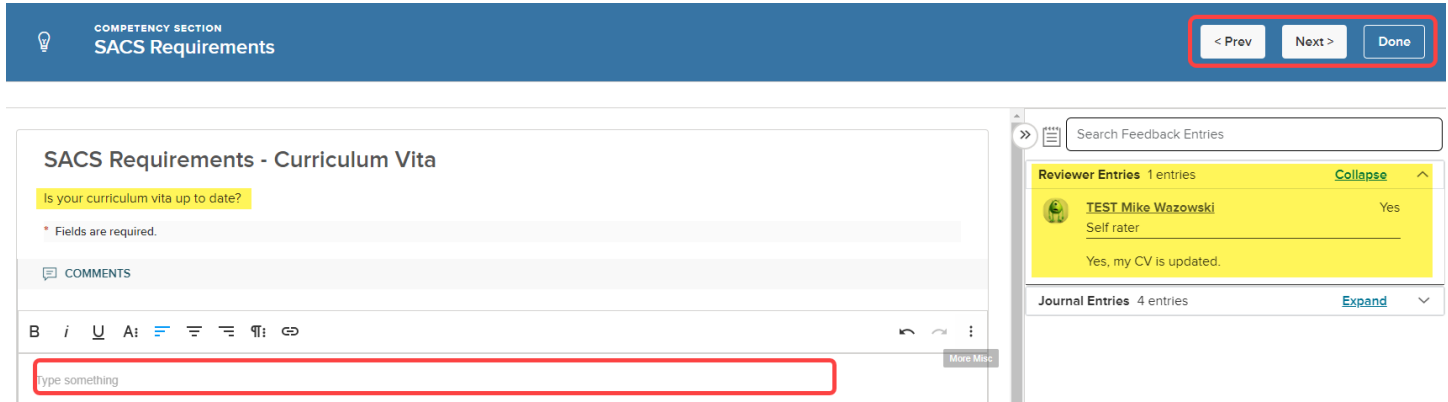 COMPETENCY SECTION
SACS Requirements
< Prev
Next >
Done
SACS Requirements - Curriculum Vita
Is your curriculum vita up to date?
* Fields are required.
COMMENTS
B i U A
More Misc
Type something
Search Feedback Entries
Reviewer Entries 1 entries Collapse
TEST Mike Wazowski Yes
Self rater
Yes, my CV is updated.
Journal Entries 4 entries Expand